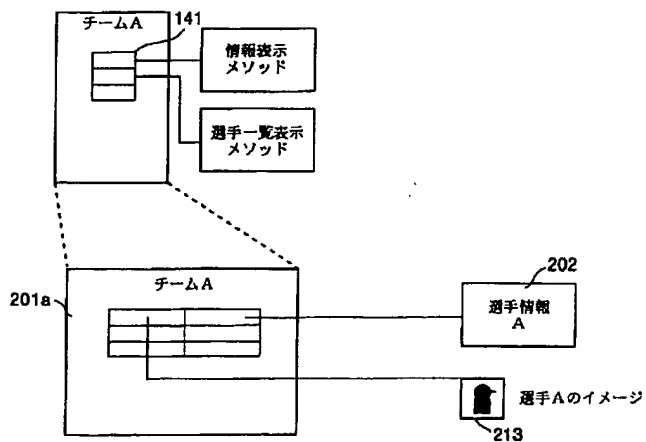 チームA
141
情報表示
メソッド
選手一覧表示
メソッド
201a
チームA
202
選手情報
A
選手Aのイメージ
213